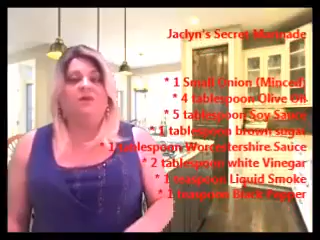 Jaclyn's Secret Marinade
* 1 Small Onion (Minced)
* 4 tablespoon Olive Oil
* 5 tablespoon Soy Sauce
* 1 tablespoon brown sugar
* 1 tablespoon Worcestershire Sauce
* 2 tablespoon white Vinegar
* 1 teaspoon Liquid Smoke
* 1 teaspoon Black Pepper